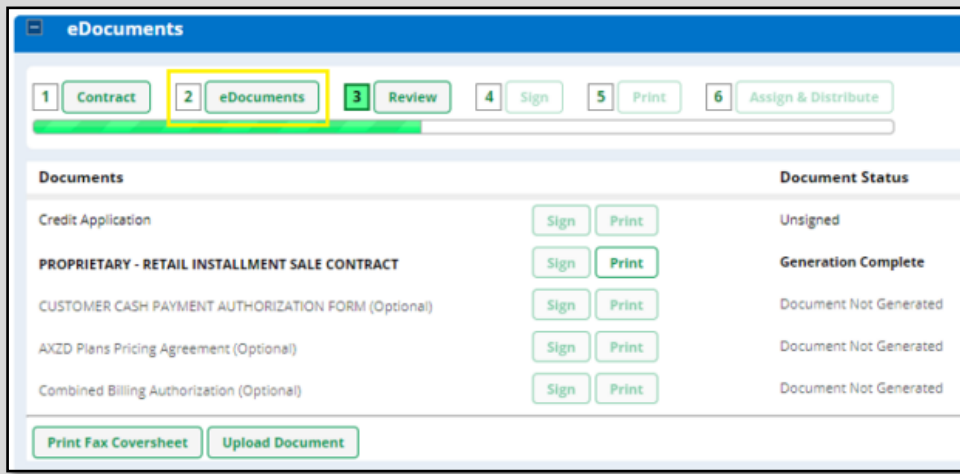 eDocuments
1 Contract 2 eDocuments 3 Review 4 Sign 5 Print 6 Assign & Distribute
Documents Document Status
Credit Application Sign Print Unsigned
PROPRIETARY - RETAIL INSTALLMENT SALE CONTRACT Sign Print Generation Complete
CUSTOMER CASH PAYMENT AUTHORIZATION FORM (Optional) Sign Print Document Not Generated
AXZD Plans Pricing Agreement (Optional) Sign Print Document Not Generated
Combined Billing Authorization (Optional) Sign Print Document Not Generated
Print Fax Coversheet Upload Document